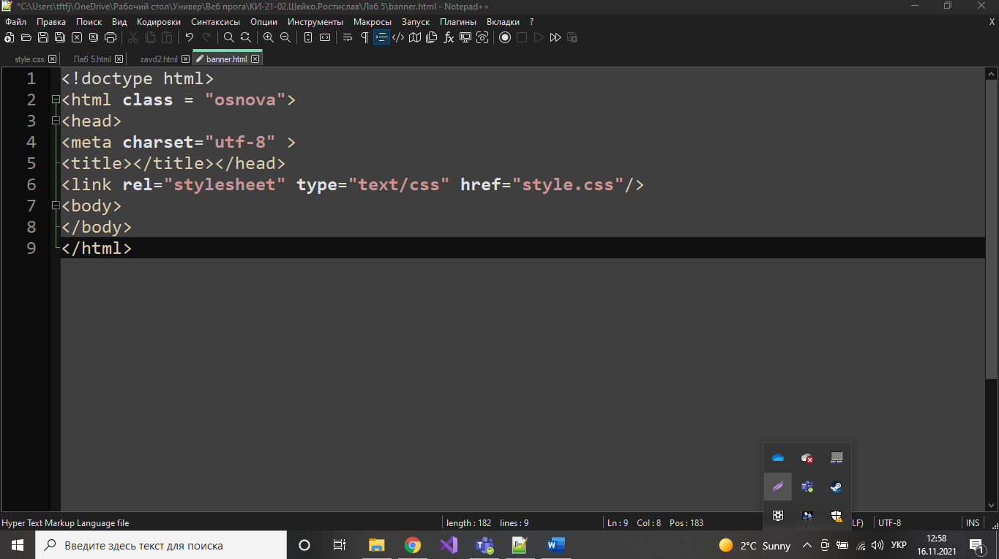 *C:\Users\tftfj\OneDrive\Рабочий стол\Универ\Веб прога\КИ-21-02.Шейко.Ростислав\Лаб 5\banner.html - Notepad++
Файл Правка Поиск Вид Кодировки Синтаксисы Опции Инструменты Макросы Запуск Плагины Вкладки ? X
style.css Лаб 5.html zavd2.html banner.html
1 <!doctype html>
2 <html class = "osnova">
3 <head>
4 <meta charset="utf-8" >
5 <title></title></head>
6 <link rel="stylesheet" type="text/css" href="style.css"/>
7 <body>
8 </body>
9 </html>
Hyper Text Markup Language file length : 182 lines : 9 Ln : 9 Col : 8 Pos : 183 LF) UTF-8 INS
Введите здесь текст для поиска 2°C Sunny УКР 12:58
16.11.2021 1